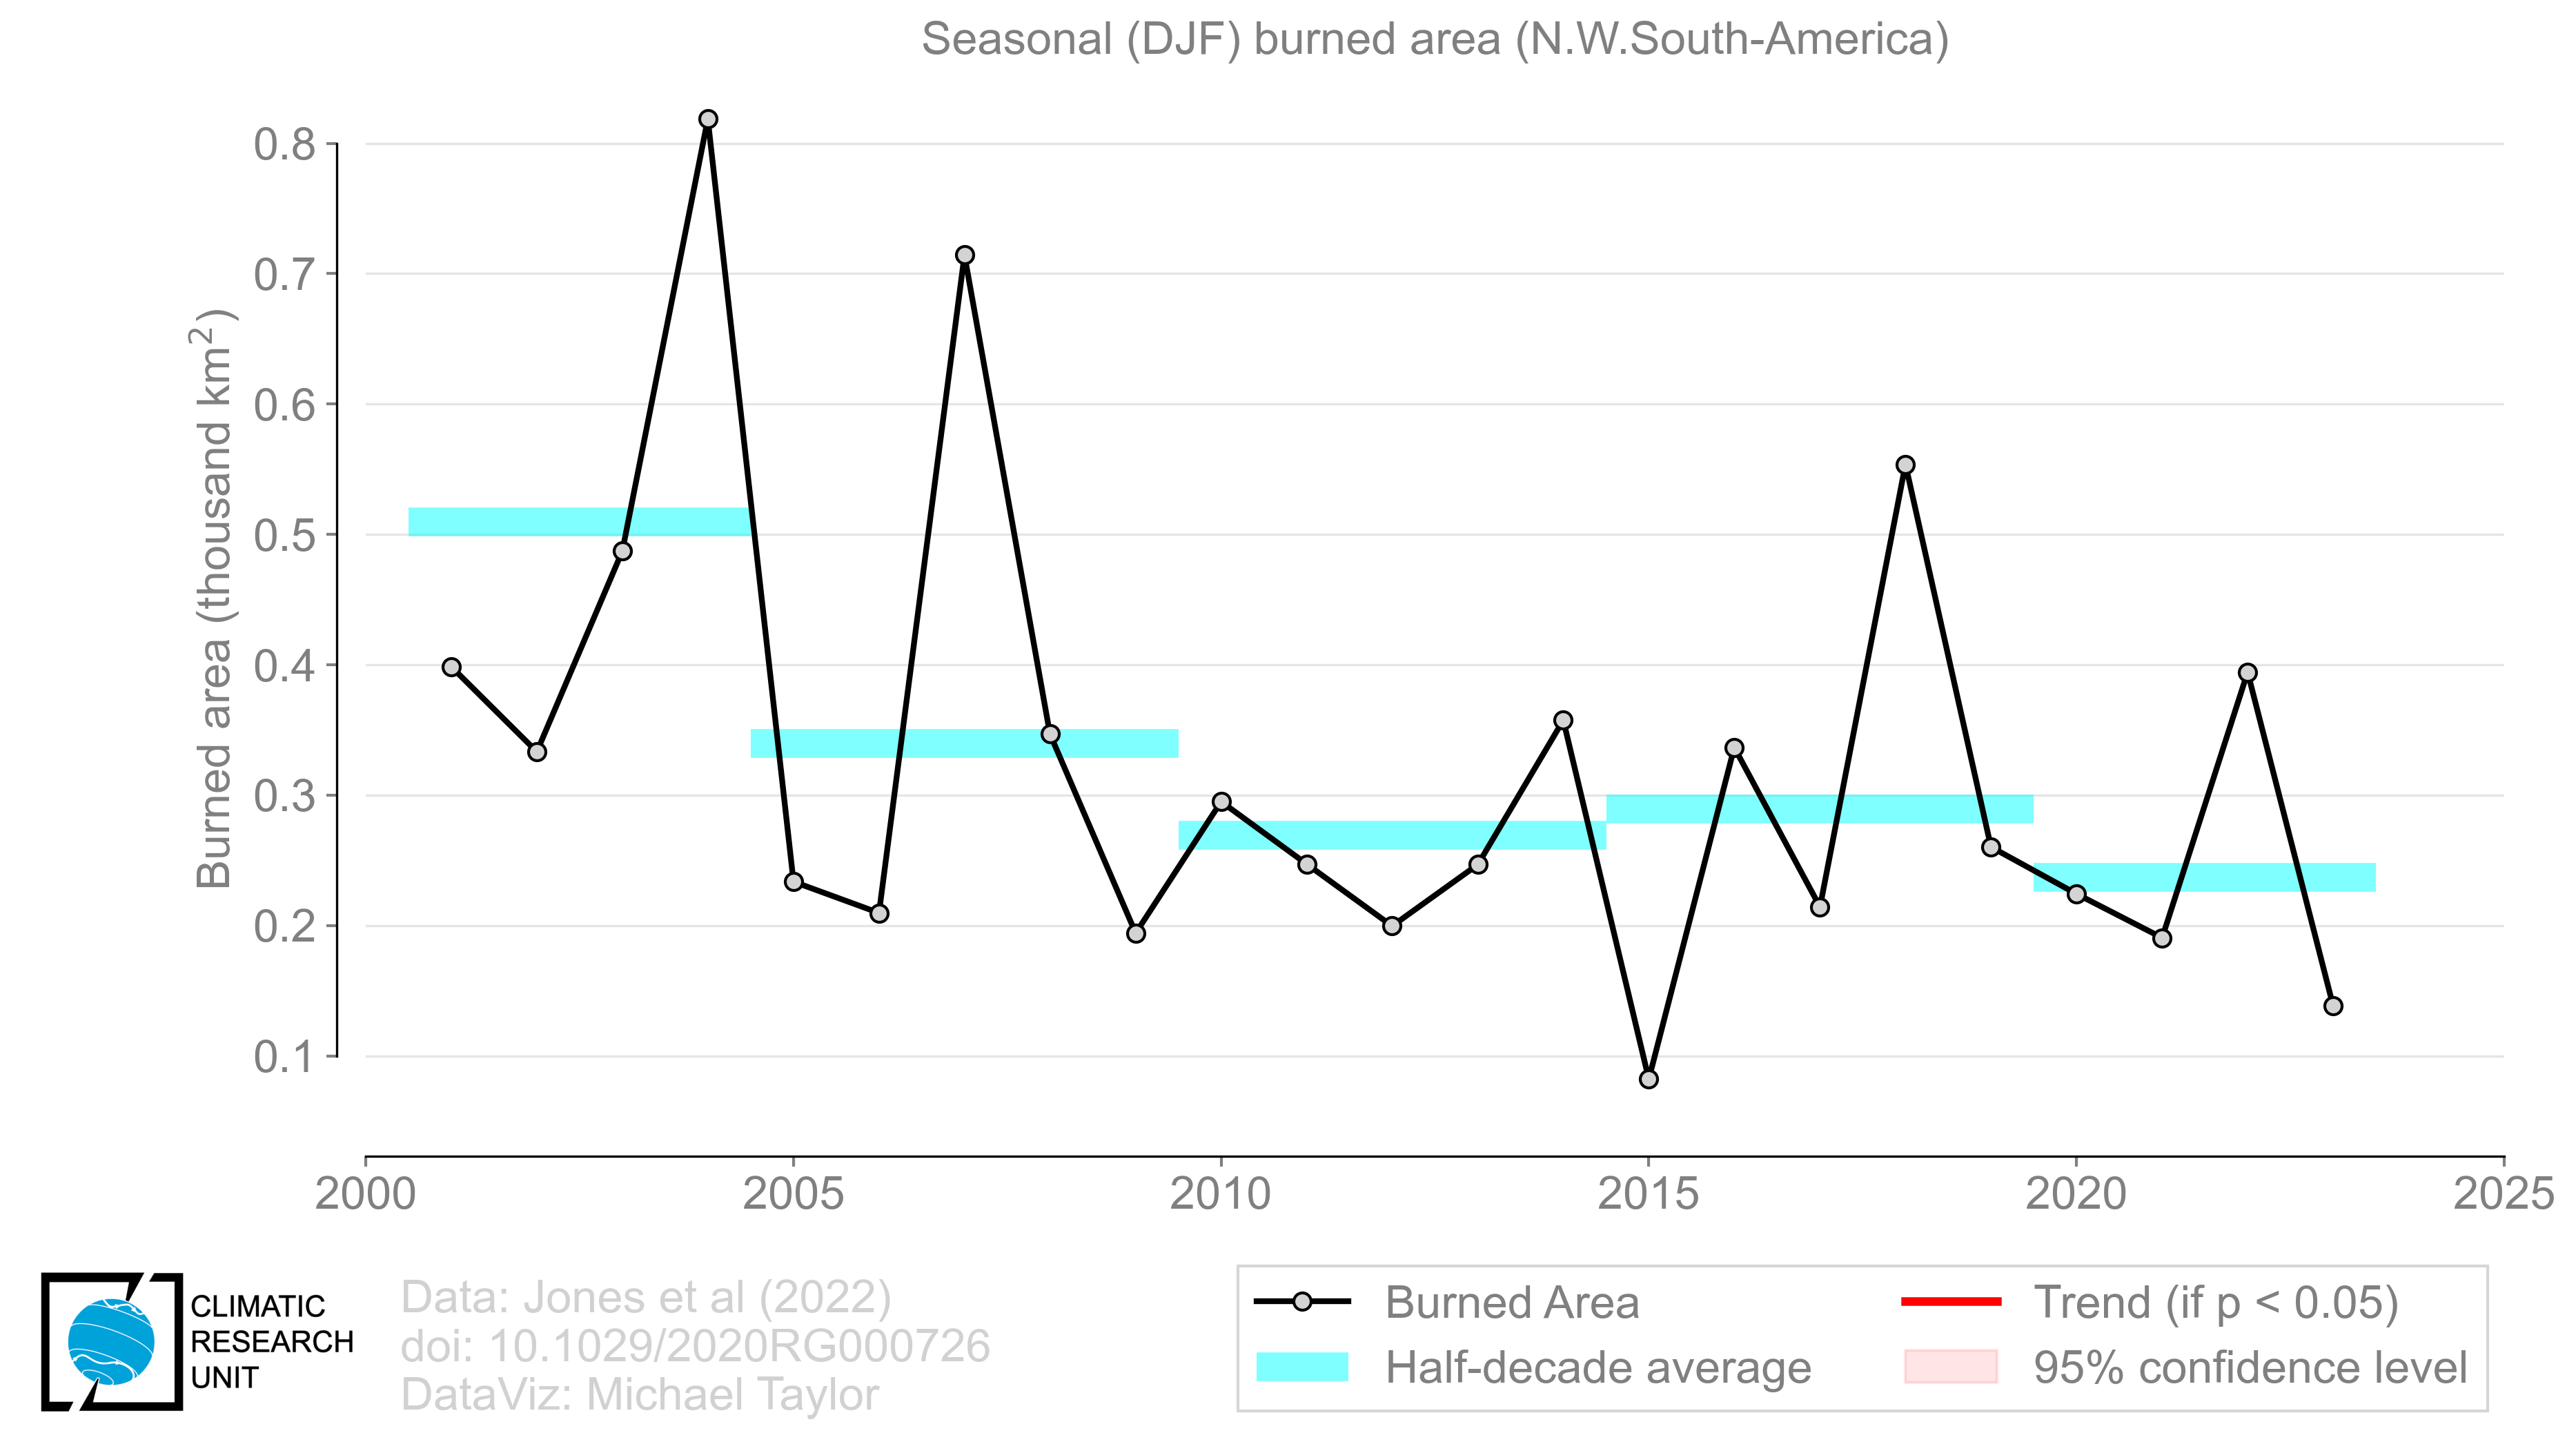 Seasonal (DJF) burned area (N.W.South-America)
Burned area (thousand km²)
0.8
0.7
0.6
0.5
0.4
0.3
0.2
0.1
2000 2005 2010 2015 2020 2025
CLIMATIC
RESEARCH
UNIT
Data: Jones et al (2022)
doi: 10.1029/2020RG000726
DataViz: Michael Taylor
Burned Area
Half-decade average
Trend (if p < 0.05)
95% confidence level